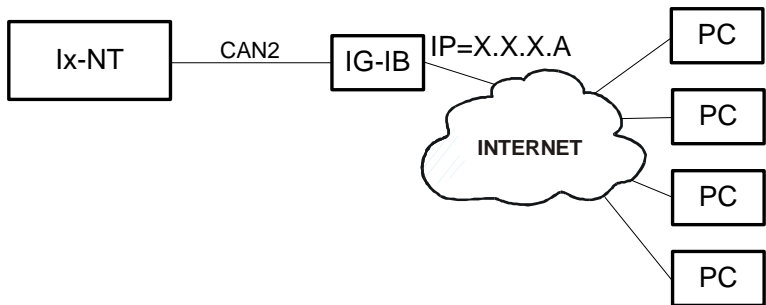 Ix-NT
CAN2
IG-IB
IP=X.X.X.A
INTERNET
PC
PC
PC
PC